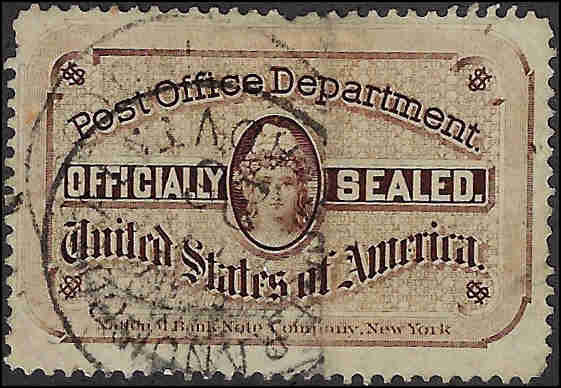 Post Office Department.
OFFICIALLY SEALED.
United States of America.
National Bank Note Company, New York